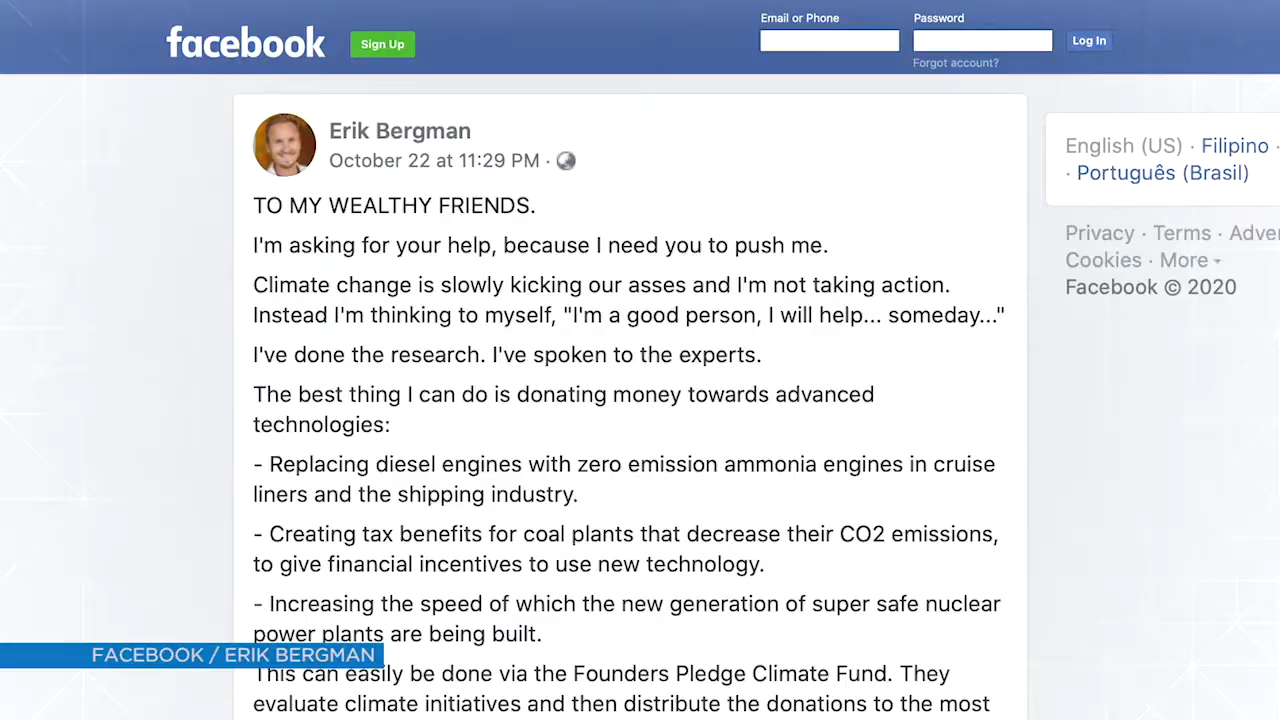 Email or Phone
Password
facebook
Sign Up
Log In
Forgot account?
Erik Bergman
October 22 at 11:29 PM ·
TO MY WEALTHY FRIENDS.
I'm asking for your help, because I need you to push me.
Climate change is slowly kicking our asses and I'm not taking action.
Instead I'm thinking to myself, "I'm a good person, I will help... someday..."
I've done the research. I've spoken to the experts.
The best thing I can do is donating money towards advanced
technologies:
- Replacing diesel engines with zero emission ammonia engines in cruise
liners and the shipping industry.
- Creating tax benefits for coal plants that decrease their CO2 emissions,
to give financial incentives to use new technology.
- Increasing the speed of which the new generation of super safe nuclear
power plants are being built.
This can easily be done via the Founders Pledge Climate Fund. They
evaluate climate initiatives and then distribute the donations to the most
English (US) · Filipino ·
· Português (Brasil)
Privacy · Terms · Adver
Cookies · More
Facebook © 2020
FACEBOOK / ERIK BERGMAN